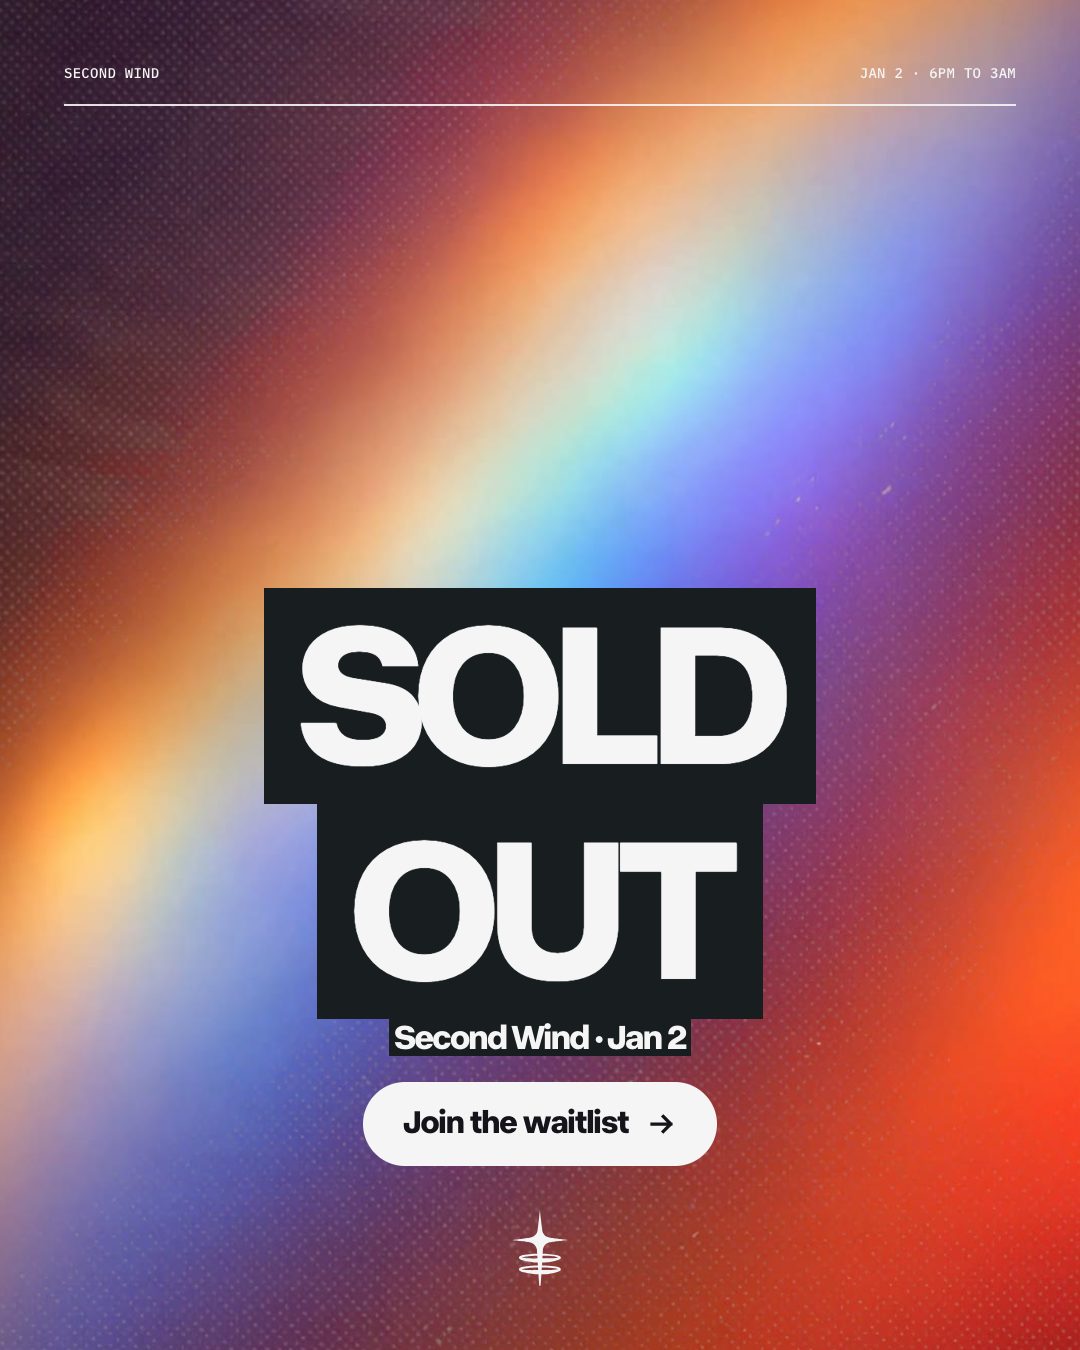 SECOND WIND
JAN 2 · 6PM TO 3AM
SOLD
OUT
Second Wind · Jan 2
Join the waitlist →